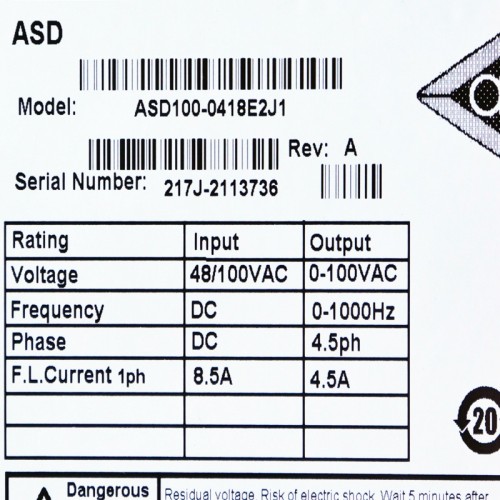 ASD
Model: ASD100-0418E2J1
Rev: A
Serial Number: 217J-2113736
Rating Input Output
Voltage 48/100VAC 0-100VAC
Frequency DC 0-1000Hz
Phase DC 4.5ph
F.L.Current 1ph 8.5A 4.5A
20
Dangerous
Residual voltage. Risk of electric shock. Wait 5 minutes after